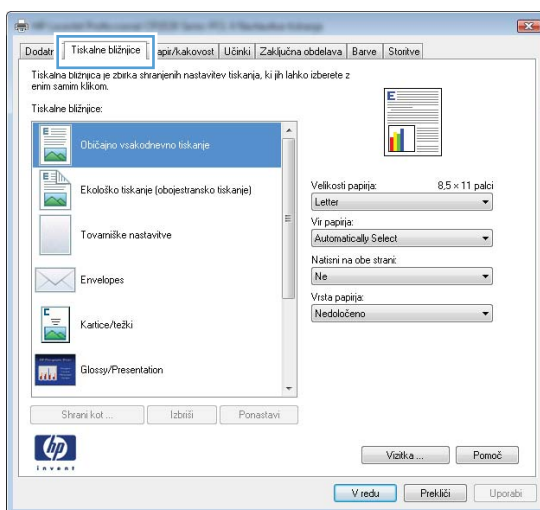 Tiskalne bližnjice
Papir/kakovost
Učinki
Zaključna obdelava
Barve
Storitve
Tiskalna bližnjica je zbirka shranjenih nastavitev tiskanja, ki jih lahko izberete z
enim samim klikom.
Tiskalne bližnjice:
Običajno vsakodnevno tiskanje
Ekološko tiskanje (obojestransko tiskanje)
Tovarniške nastavitve
Envelopes
Kartice/težki
Glossy/Presentation
E
Velikosti papirja: 8,5 × 11 palci
Letter
Vir papirja:
Automatically Select
Natisni na obe strani:
Ne
Vrsta papirja:
Nedoločeno
Shrani kot ...
Izbriši
Ponastavi
hp
invent
Vizitka ...
Pomoč
V redu
Prekliči
Uporabi